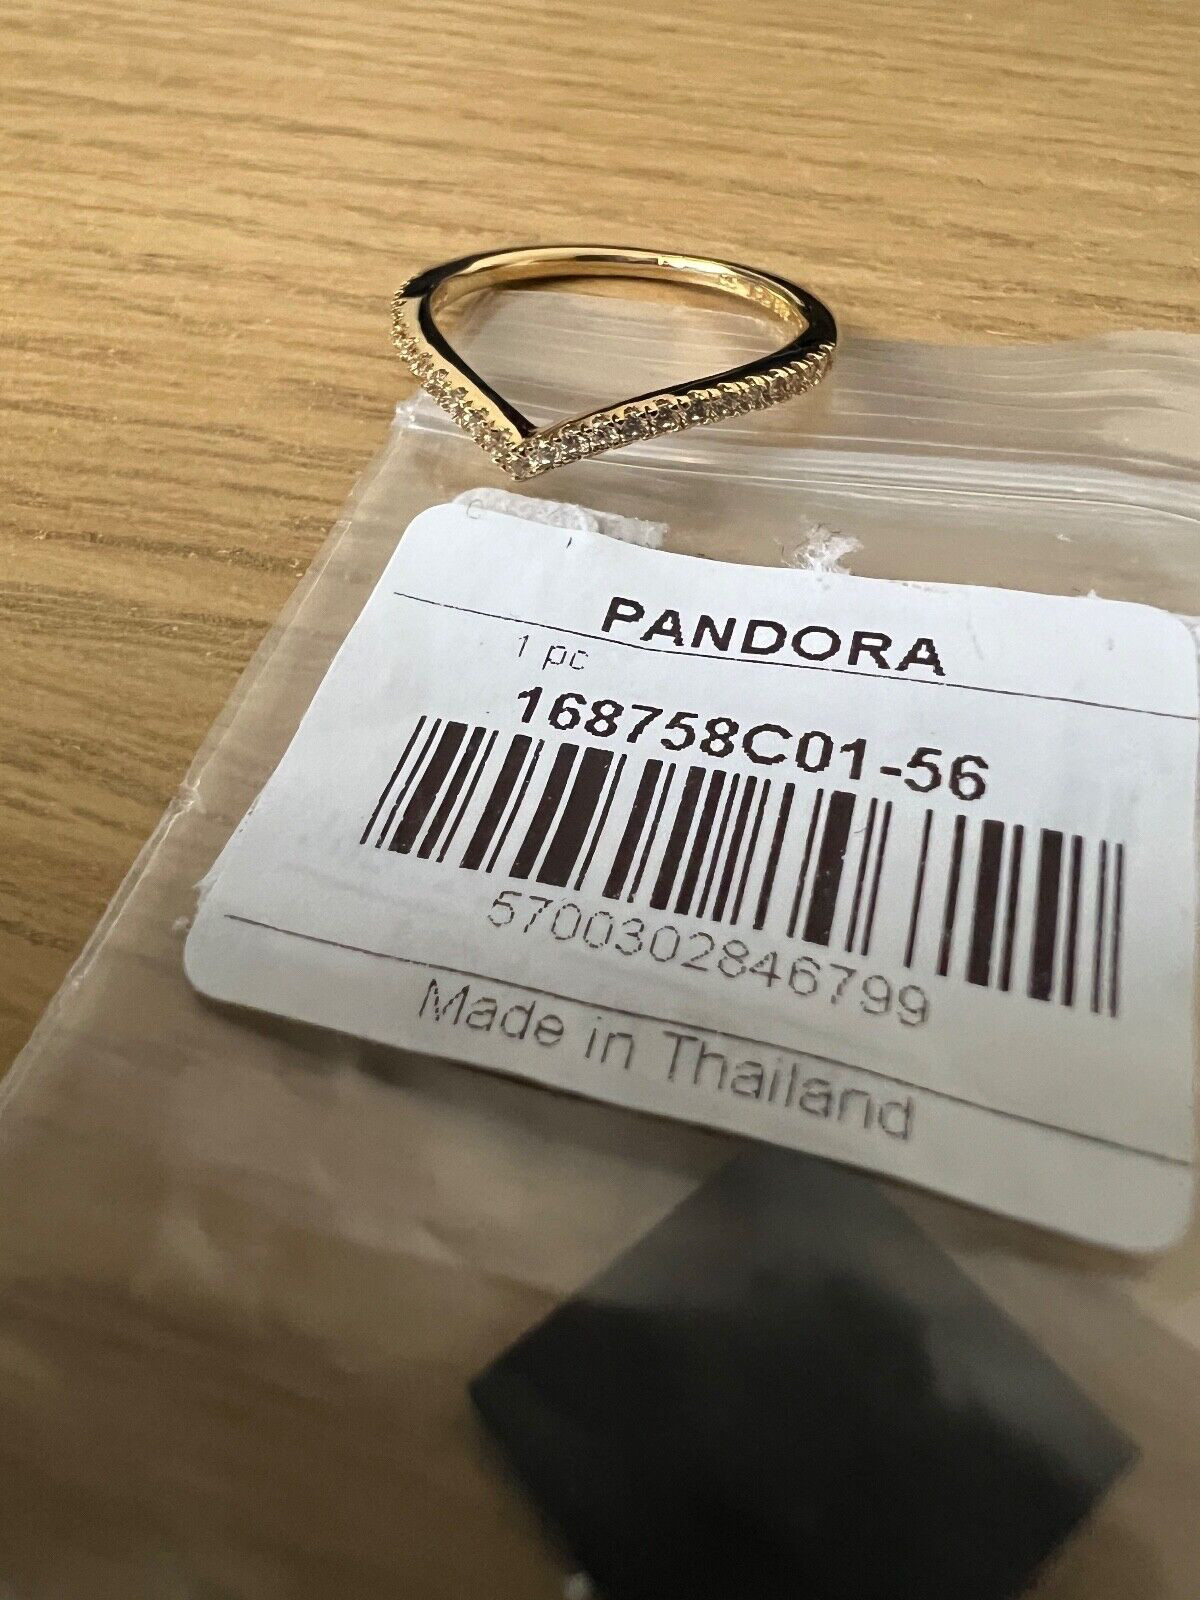 PANDORA
1 pc
168758C01-56
5700302846799
Made in Thailand